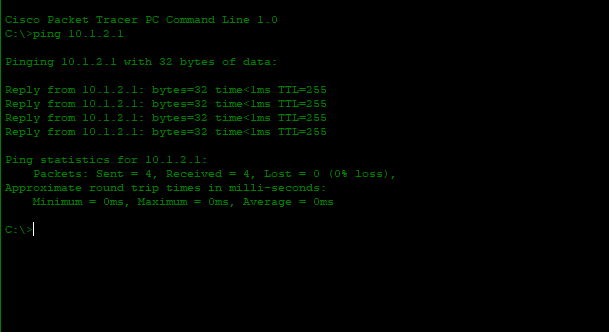 Cisco Packet Tracer PC Command Line 1.0
C:\>ping 10.1.2.1
Pinging 10.1.2.1 with 32 bytes of data:
Reply from 10.1.2.1: bytes=32 time<1ms TTL=255
Reply from 10.1.2.1: bytes=32 time<1ms TTL=255
Reply from 10.1.2.1: bytes=32 time<1ms TTL=255
Reply from 10.1.2.1: bytes=32 time<1ms TTL=255
Ping statistics for 10.1.2.1:
    Packets: Sent = 4, Received = 4, Lost = 0 (0% loss),
Approximate round trip times in milli-seconds:
    Minimum = 0ms, Maximum = 0ms, Average = 0ms
C:\>